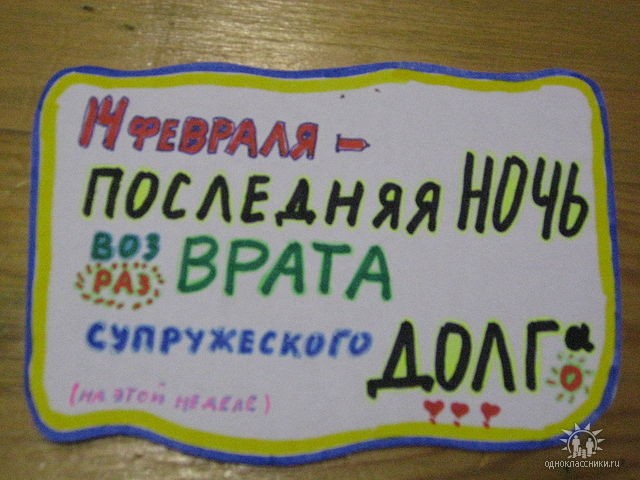 14 ФЕВРАЛЯ -
ПОСЛЕДНЯЯ НОЧЬ
ВОЗ
РАЗ ВРАТА
СУПРУЖЕСКОГО ДОЛГа
О
(НА ЭТОЙ НЕДЕЛЕ)
одноклассники.ru